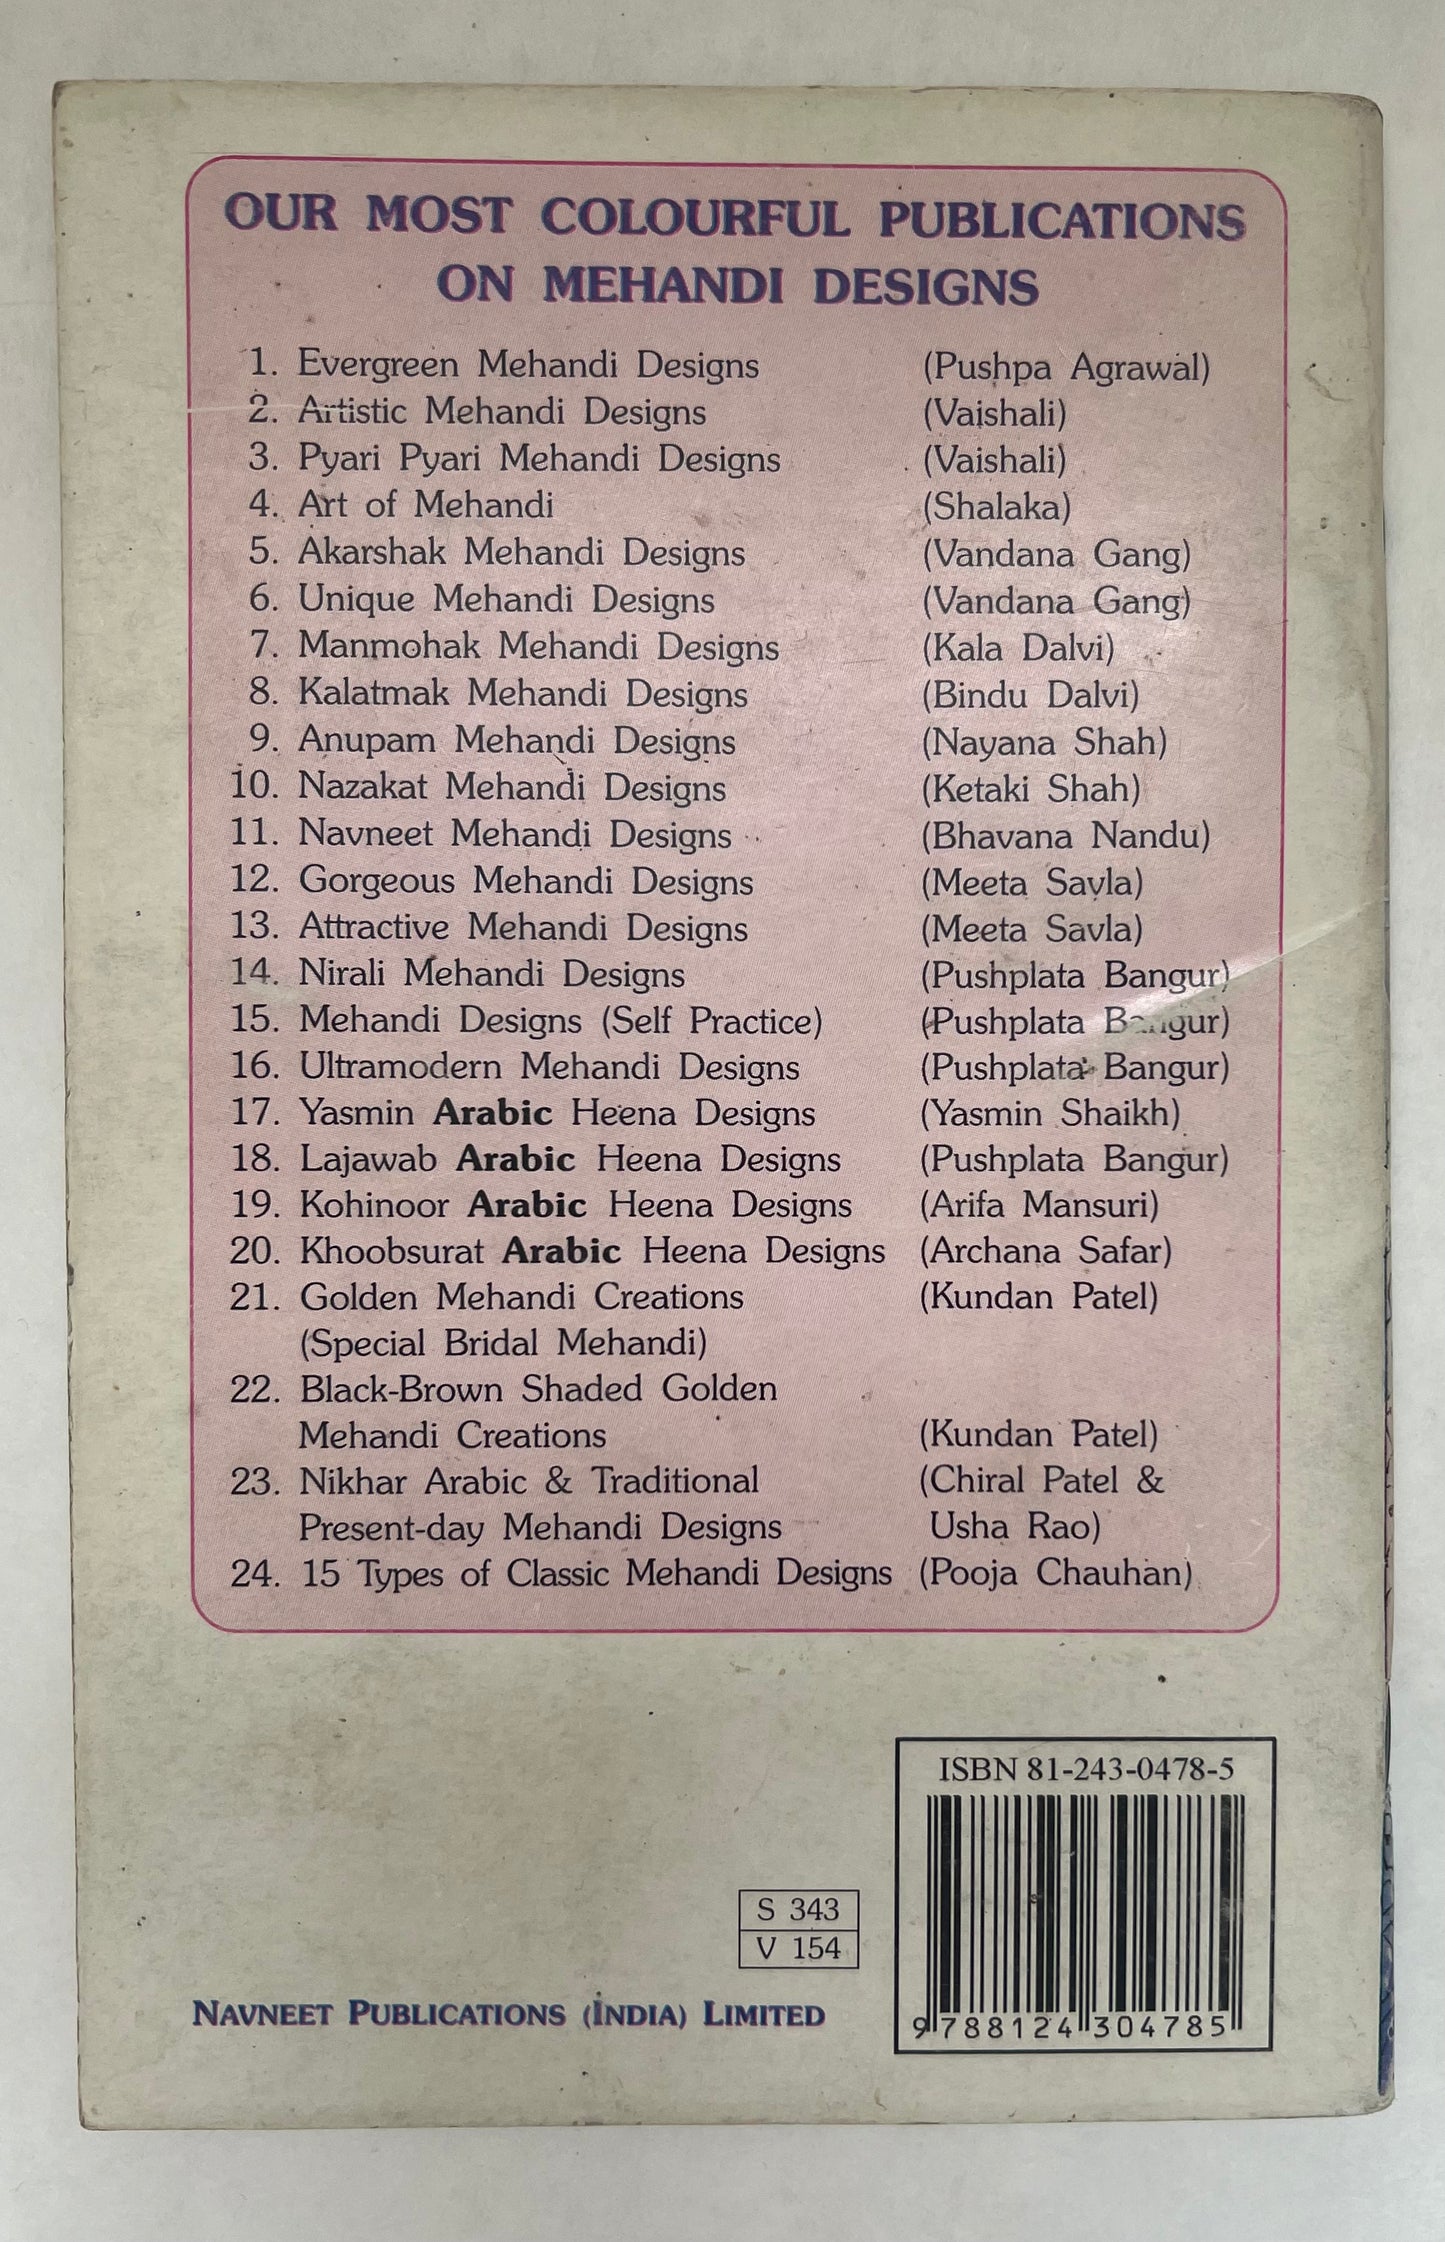 OUR MOST COLOURFUL PUBLICATIONS
ON MEHANDI DESIGNS
1. Evergreen Mehandi Designs (Pushpa Agrawal)
2. Artistic Mehandi Designs (Vaishali)
3. Pyari Pyari Mehandi Designs (Vaishali)
4. Art of Mehandi (Shalaka)
5. Akarshak Mehandi Designs (Vandana Gang)
6. Unique Mehandi Designs (Vandana Gang)
7. Manmohak Mehandi Designs (Kala Dalvi)
8. Kalatmak Mehandi Designs (Bindu Dalvi)
9. Anupam Mehandi Designs (Nayana Shah)
10. Nazakat Mehandi Designs (Ketaki Shah)
11. Navneet Mehandi Designs (Bhavana Nandu)
12. Gorgeous Mehandi Designs (Meeta Savla)
13. Attractive Mehandi Designs (Meeta Savla)
14. Nirali Mehandi Designs (Pushplata Bangur)
15. Mehandi Designs (Self Practice) (Pushplata Bangur)
16. Ultramodern Mehandi Designs (Pushplata Bangur)
17. Yasmin Arabic Heena Designs (Yasmin Shaikh)
18. Lajawab Arabic Heena Designs (Pushplata Bangur)
19. Kohinoor Arabic Heena Designs (Arifa Mansuri)
20. Khoobsurat Arabic Heena Designs (Archana Safar)
21. Golden Mehandi Creations (Kundan Patel)
(Special Bridal Mehandi)
22. Black-Brown Shaded Golden
Mehandi Creations (Kundan Patel)
23. Nikhar Arabic & Traditional (Chiral Patel &
Present-day Mehandi Designs Usha Rao)
24. 15 Types of Classic Mehandi Designs (Pooja Chauhan)
ISBN 81-243-0478-5
S 343
V 154
NAVNEET PUBLICATIONS (INDIA) LIMITED
9 788124 304785